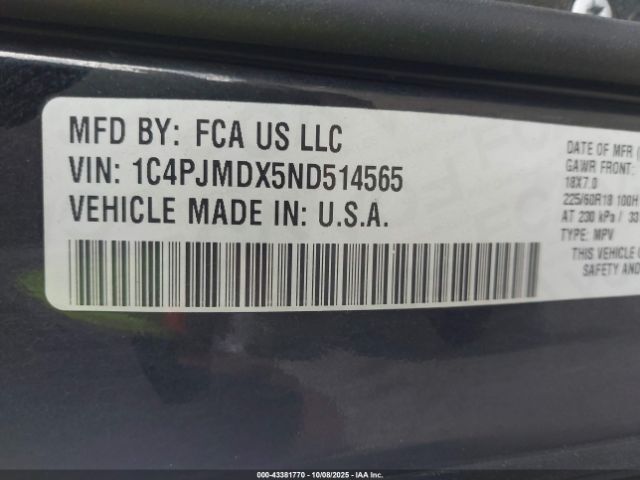 MFD BY: FCA US LLC
VIN: 1C4PJMDX5ND514565
VEHICLE MADE IN: U.S.A.
DATE OF MFR
GAWR FRONT:
18X7.0
225/60R18 100H
AT 230 kPa / 33
TYPE: MPV
THIS VEHICLE
SAFETY AND
000-43381770 - 10/08/2025 - IAA Inc.